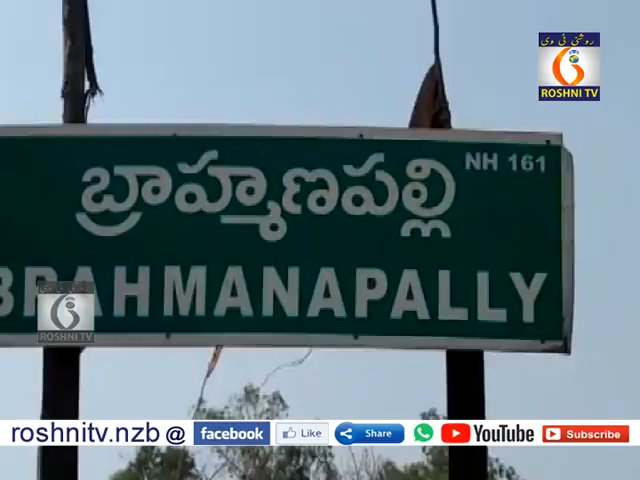 روشنی ٹی وی
ROSHNI TV
NH 161
బ్రాహ్మణపల్లి
BRAHMANAPALLY
ROSHNI TV
roshnitv.nzb @ facebook Like Share YouTube Subscribe